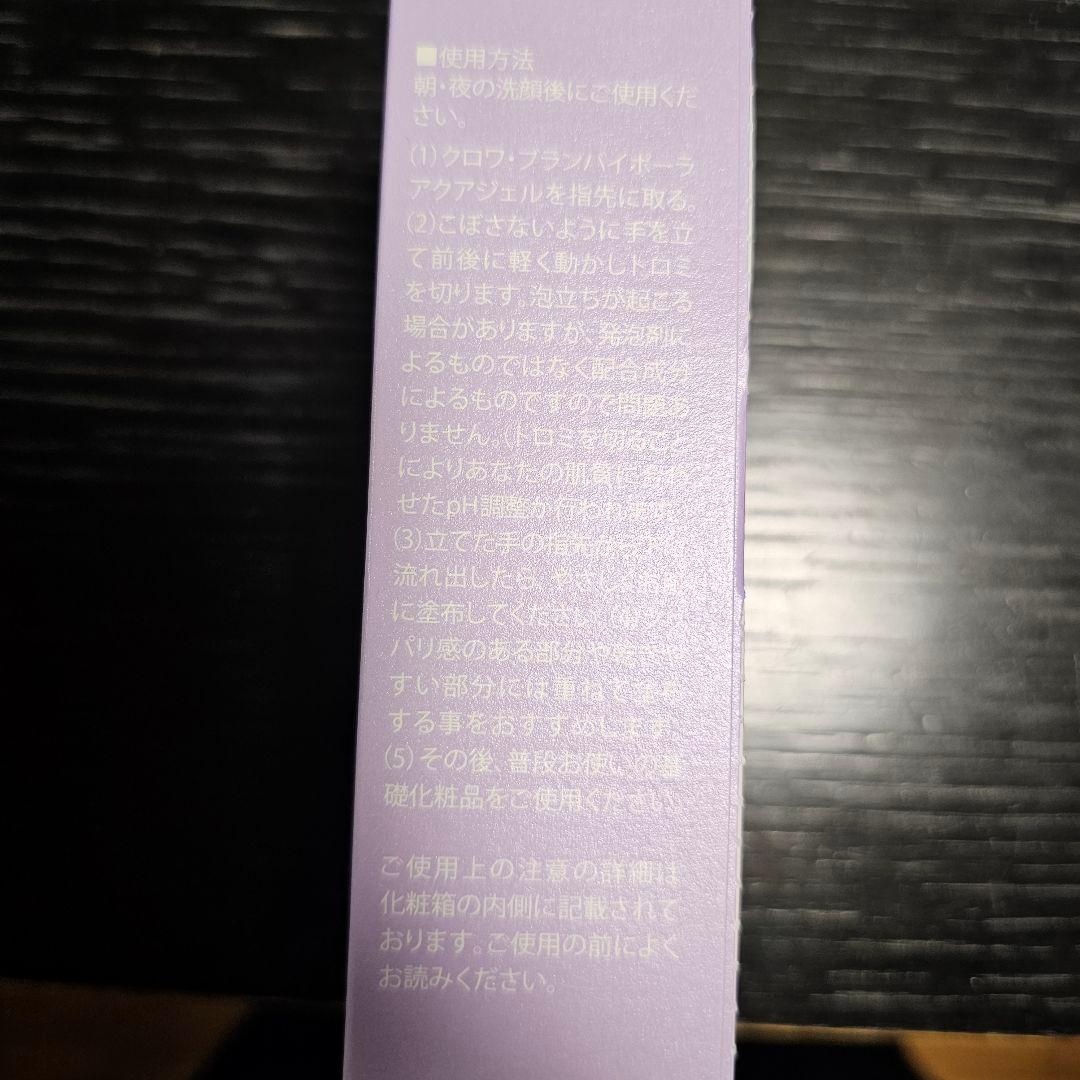 ■使用方法
朝・夜の洗顔後にご使用くだ
さい。
(1)クロワ・ブランバイポーラ
アクアジェルを指先に取る。
(2)こぼさないように手を立
て前後に軽く動かしトロミ
を切ります。泡立ちが起こる
場合がありますが、発泡剤に
よるものではなく配合成分
によるものですので問題あ
りません。(トロミを切ること
によりあなたの肌質に合わ
せたpH調整が行われます)
(3)立てた手の指先から
流れ出したら、やさしく
に塗布してください。
パリ感のある部分や
すい部分には重ねて塗布
する事をおすすめします。
(5)その後、普段お使いの基
礎化粧品をご使用ください。
ご使用上の注意の詳細は
化粧箱の内側に記載されて
おります。ご使用の前によく
お読みください。